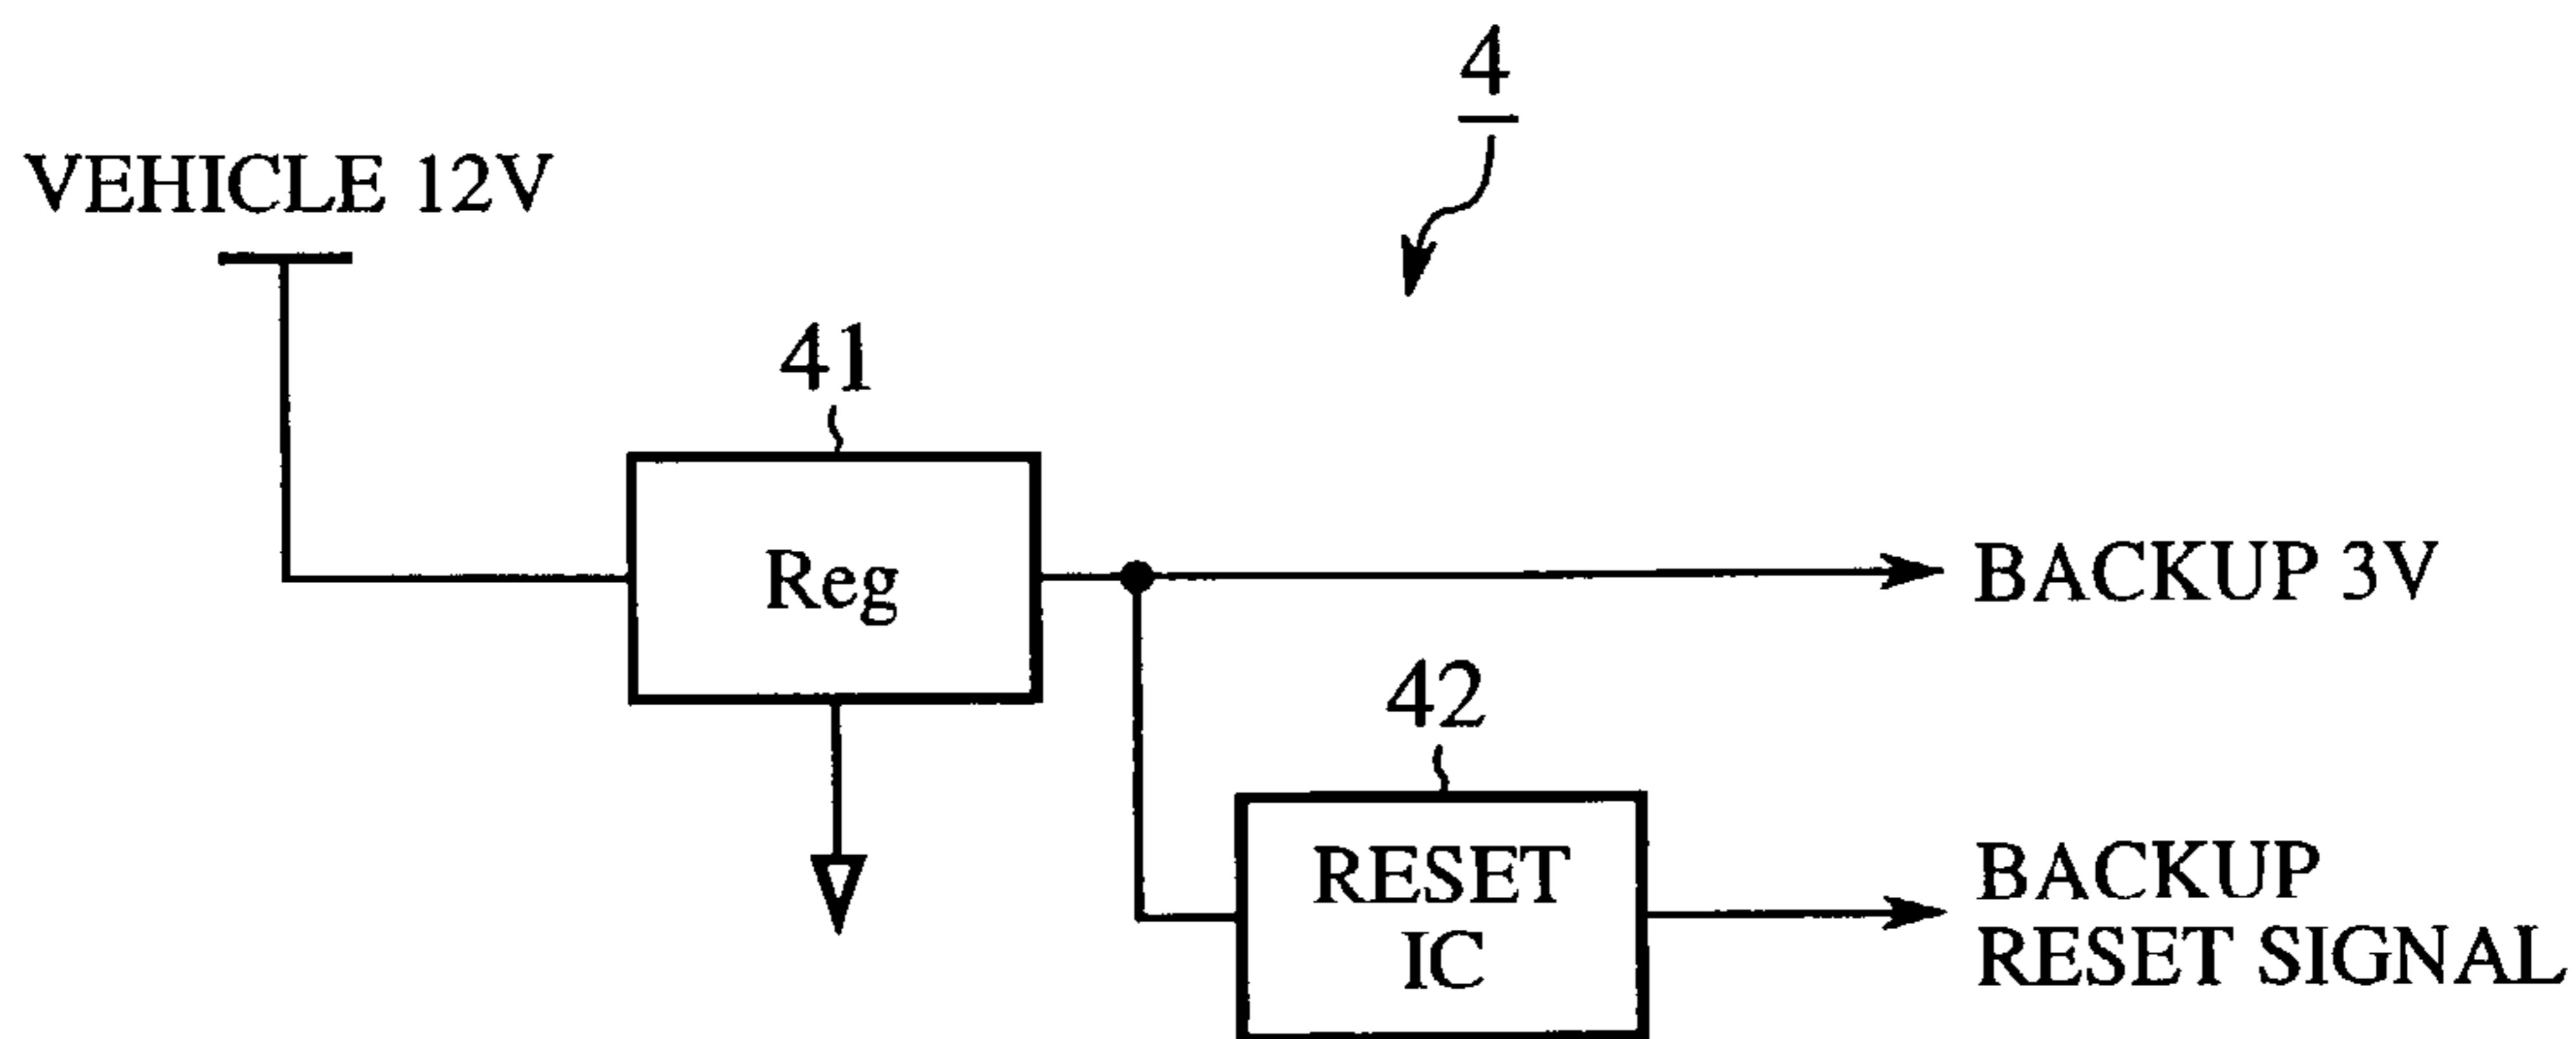 4
VEHICLE 12V
41
Reg
BACKUP 3V
42
RESET
IC
BACKUP
RESET SIGNAL